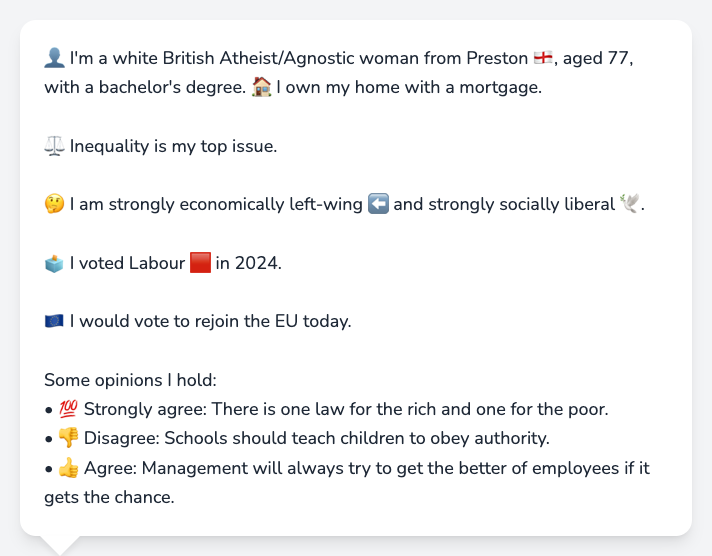 👤 I'm a white British Atheist/Agnostic woman from Preston 🏴󠁧󠁢󠁥󠁮󠁧󠁿, aged 77,
with a bachelor's degree. 🏠 I own my home with a mortgage.
⚖️ Inequality is my top issue.
🤔 I am strongly economically left-wing ⬅️ and strongly socially liberal 🕊️.
🗳️ I voted Labour 🟥 in 2024.
🇪🇺 I would vote to rejoin the EU today.
Some opinions I hold:
• 💯 Strongly agree: There is one law for the rich and one for the poor.
• 👎 Disagree: Schools should teach children to obey authority.
• 👍 Agree: Management will always try to get the better of employees if it
gets the chance.